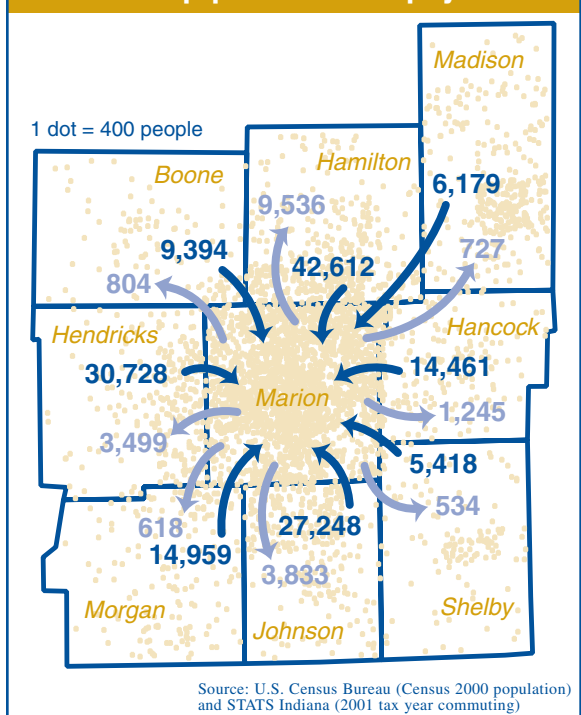 Madison
1 dot = 400 people
Boone
Hamilton
6,179
9,536
9,394
42,612
727
804
Hendricks
Hancock
30,728
14,461
Marion
1,245
3,499
5,418
534
618
27,248
14,959
3,833
Morgan
Shelby
Johnson
Source: U.S. Census Bureau (Census 2000 population)
and STATS Indiana (2001 tax year commuting)